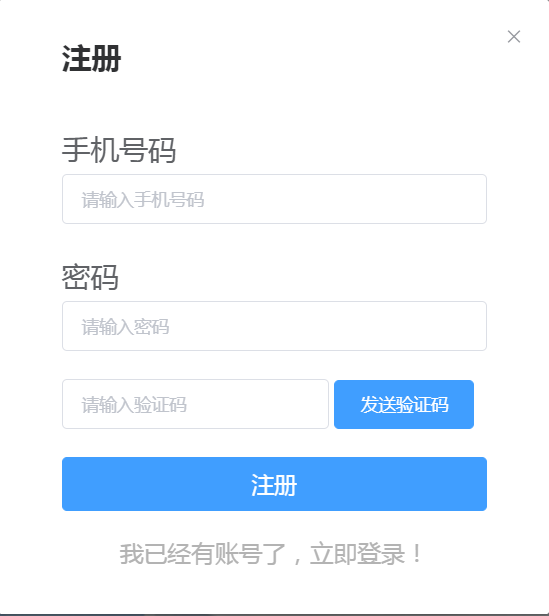 注册
手机号码
请输入手机号码
密码
请输入密码
请输入验证码 发送验证码
注册
我已经有账号了，立即登录！